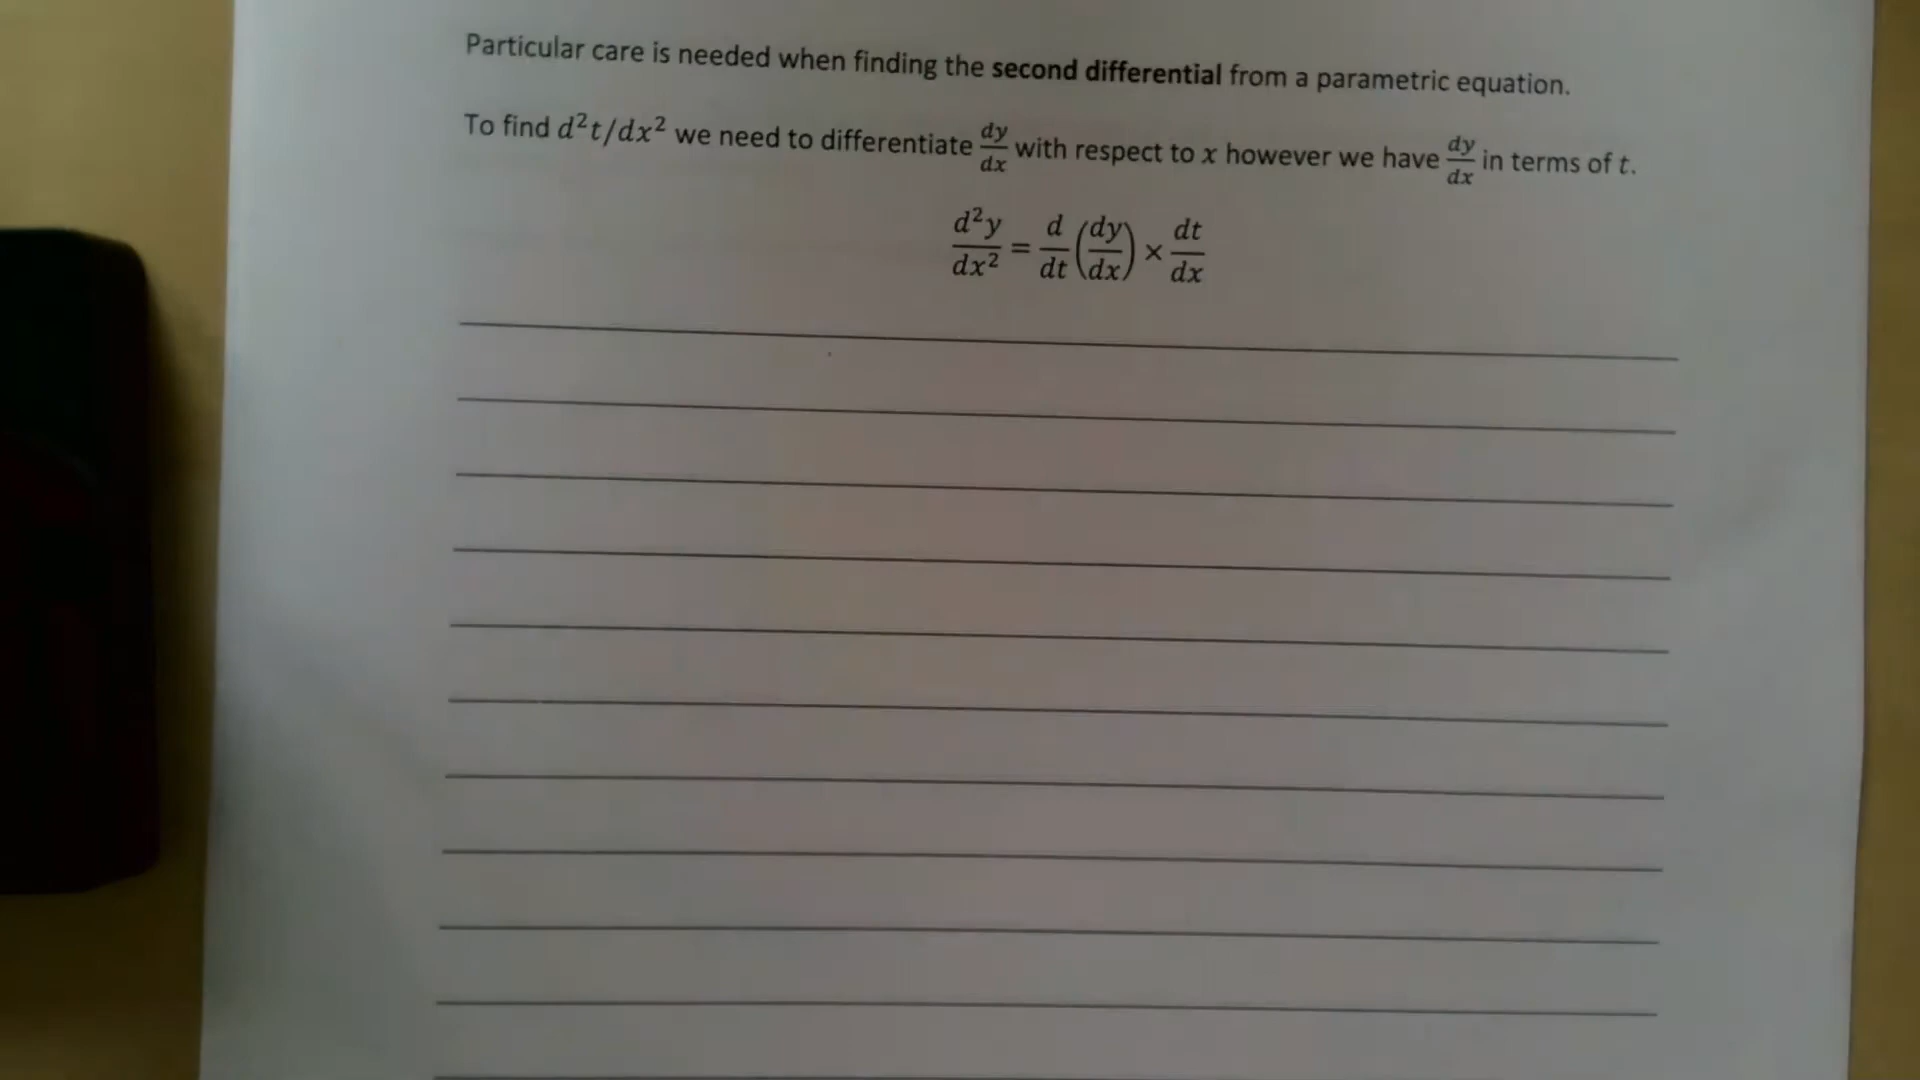 Particular care is needed when finding the second differential from a parametric equation.
To find d²t/dx² we need to differentiate dy/dx with respect to x however we have dy/dx in terms of t.
d²y/dx² = d/dt (dy/dx) × dt/dx